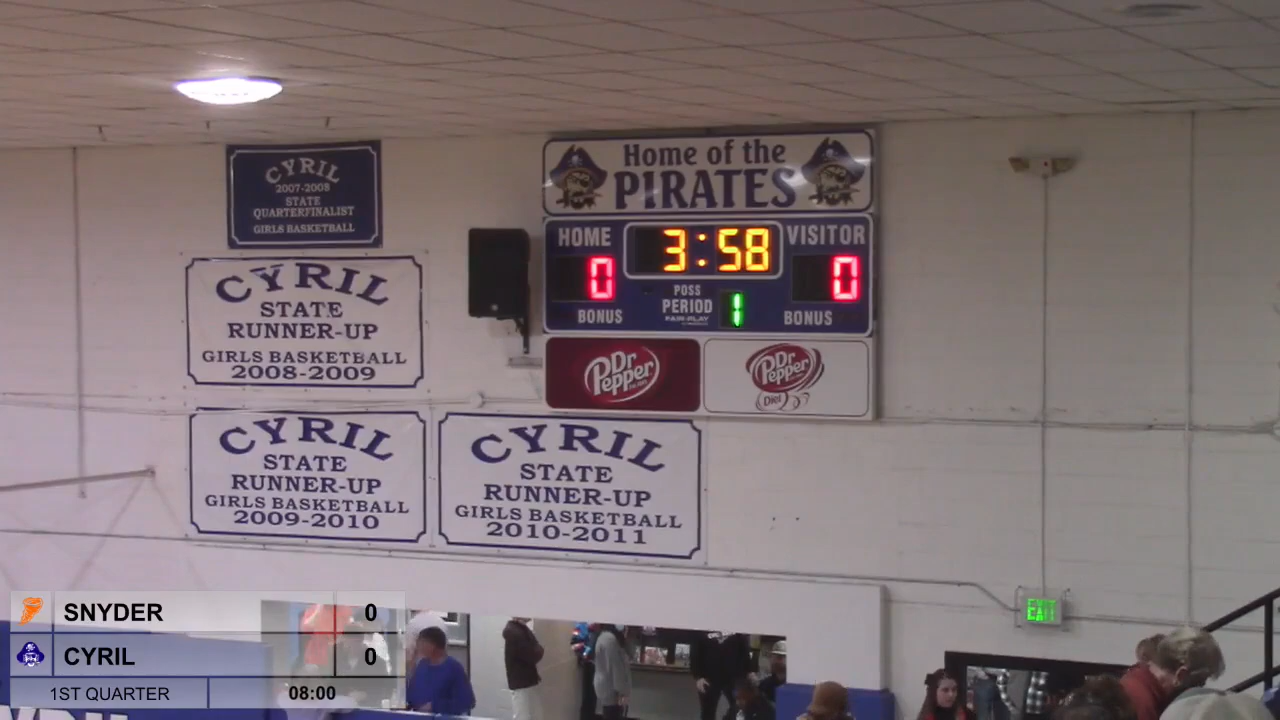 CYRIL
2007-2008
STATE
QUARTERFINALIST
GIRLS BASKETBALL
CYRIL
STATE
RUNNER-UP
GIRLS BASKETBALL
2008-2009
CYRIL
STATE
RUNNER-UP
GIRLS BASKETBALL
2009-2010
CYRIL
STATE
RUNNER-UP
GIRLS BASKETBALL
2010-2011
Home of the
PIRATES
HOME 3:58 VISITOR
0 0
POSS
PERIOD 1
FAIR-PLAY
BONUS BONUS
Dr Pepper
Dr Pepper
Diet
EXIT
SNYDER 0
CYRIL 0
1ST QUARTER 08:00